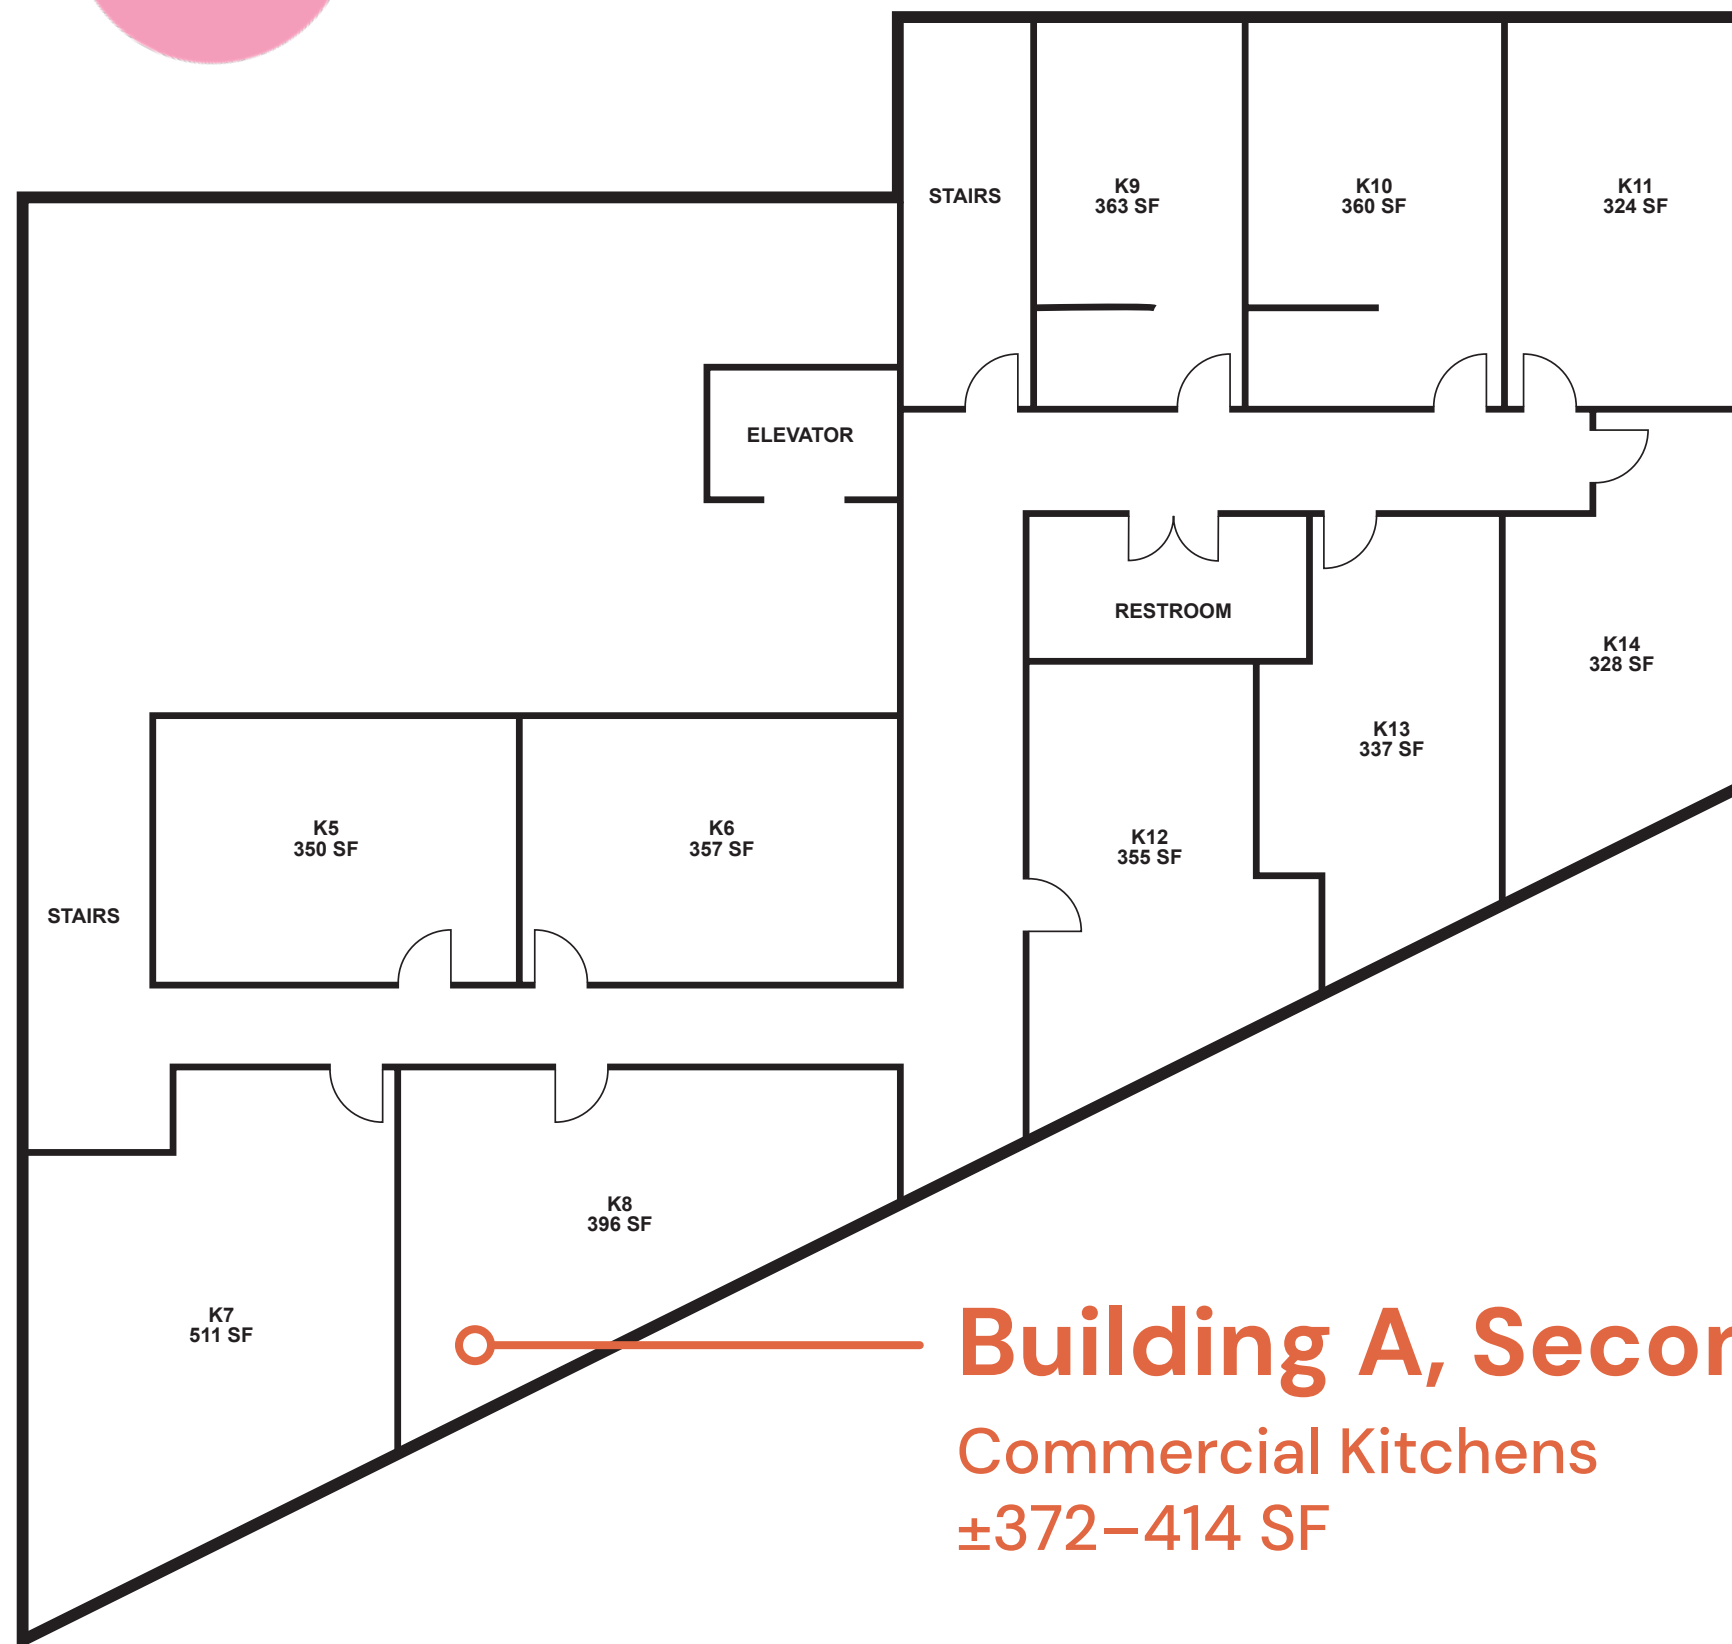 STAIRS
K9
363 SF
K10
360 SF
K11
324 SF
ELEVATOR
RESTROOM
K14
328 SF
K13
337 SF
K5
350 SF
K6
357 SF
K12
355 SF
STAIRS
K8
396 SF
K7
511 SF
Building A, Secon
Commercial Kitchens
±372–414 SF